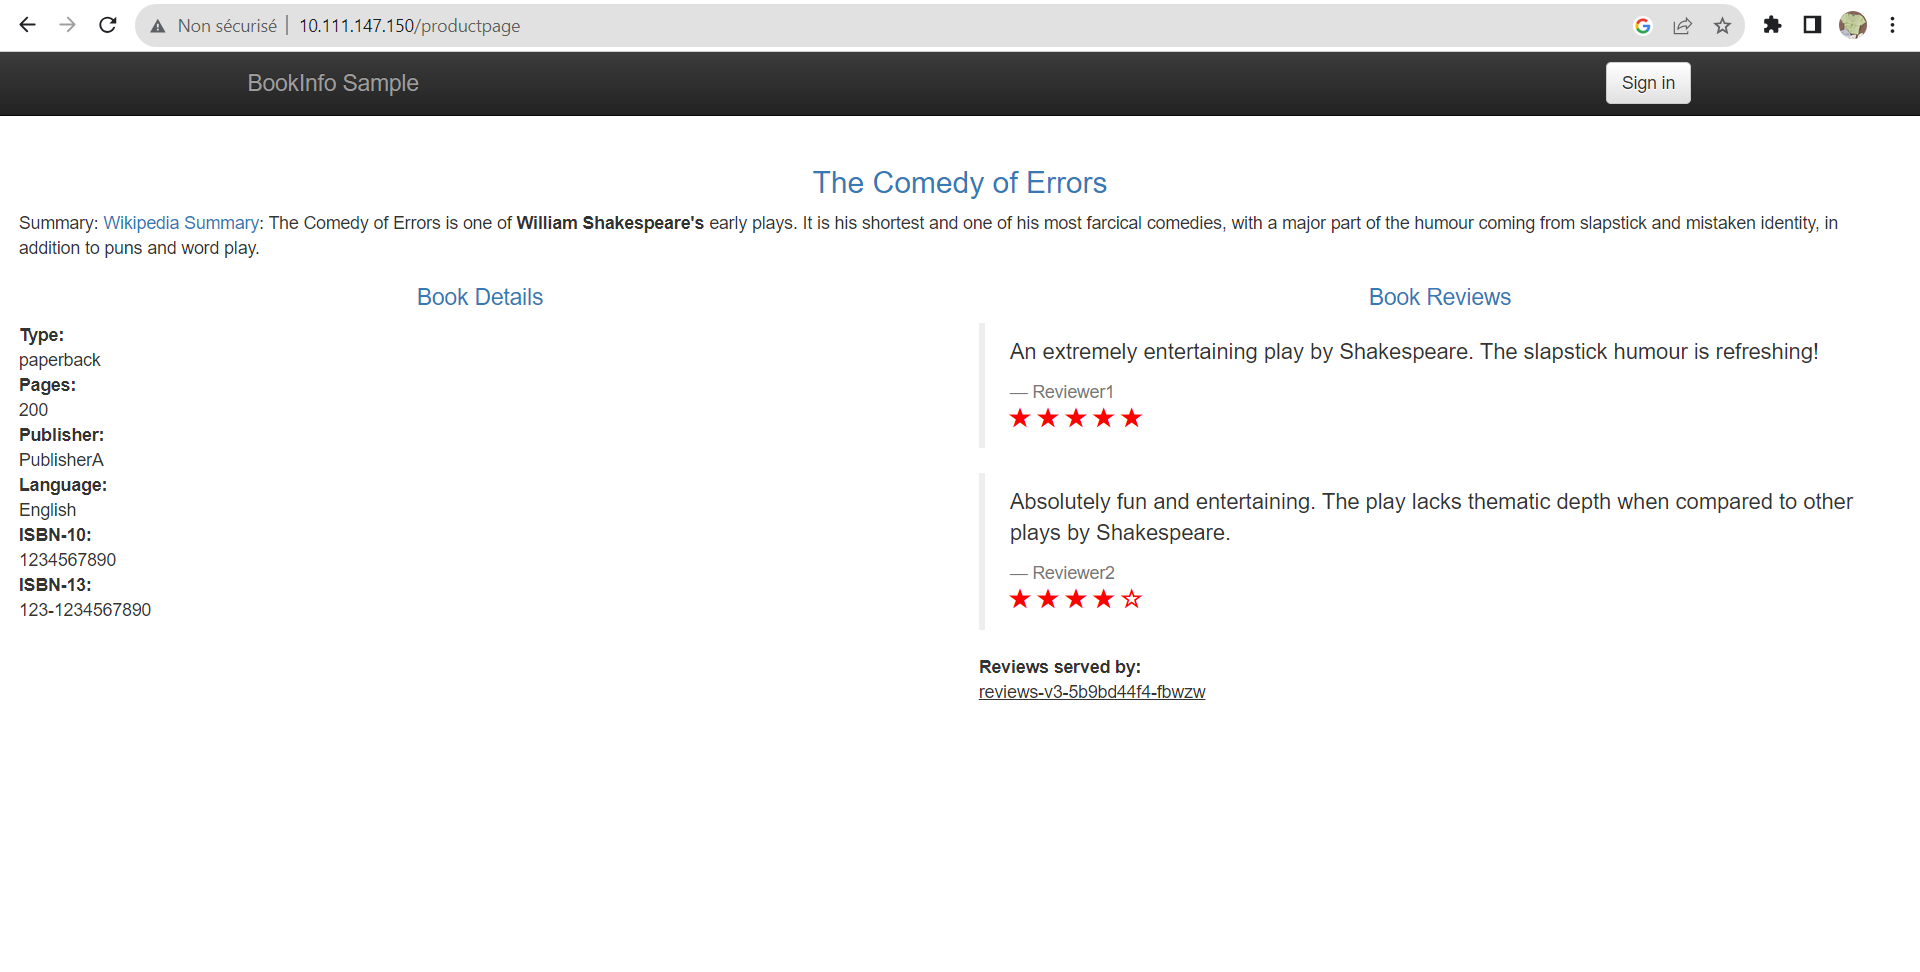 Non sécurisé | 10.111.147.150/productpage
BookInfo Sample
Sign in
The Comedy of Errors
Summary: Wikipedia Summary: The Comedy of Errors is one of William Shakespeare's early plays. It is his shortest and one of his most farcical comedies, with a major part of the humour coming from slapstick and mistaken identity, in
addition to puns and word play.
Book Details
Type:
paperback
Pages:
200
Publisher:
PublisherA
Language:
English
ISBN-10:
1234567890
ISBN-13:
123-1234567890
Book Reviews
An extremely entertaining play by Shakespeare. The slapstick humour is refreshing!
— Reviewer1
★ ★ ★ ★ ★
Absolutely fun and entertaining. The play lacks thematic depth when compared to other
plays by Shakespeare.
— Reviewer2
★ ★ ★ ★ ☆
Reviews served by:
reviews-v3-5b9bd44f4-fbwzw